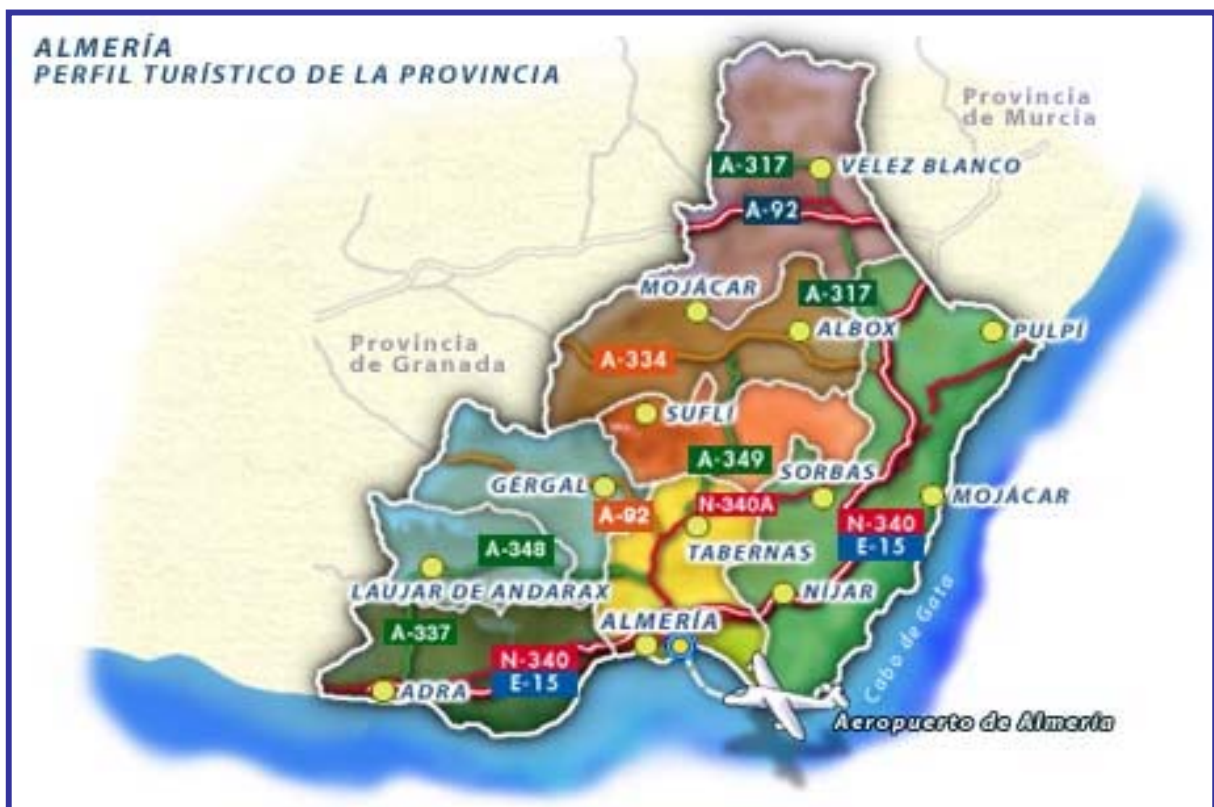 ALMERÍA
PERFIL TURÍSTICO DE LA PROVINCIA
Provincia
de Murcia
A-317
VELEZ BLANCO
A-92
MOJÁCAR
A-317
ALBOX
PULPÍ
Provincia
de Granada
A-334
SUFLI
A-349
SORBAS
GÉRGAL
A-92
N-340A
MOJÁCAR
N-340
E-15
TABERNAS
A-348
LAUJAR DE ANDARAX
NÍJAR
A-337
ALMERÍA
N-340
E-15
ADRA
Cabo de Gata
Aeropuerto de Almería